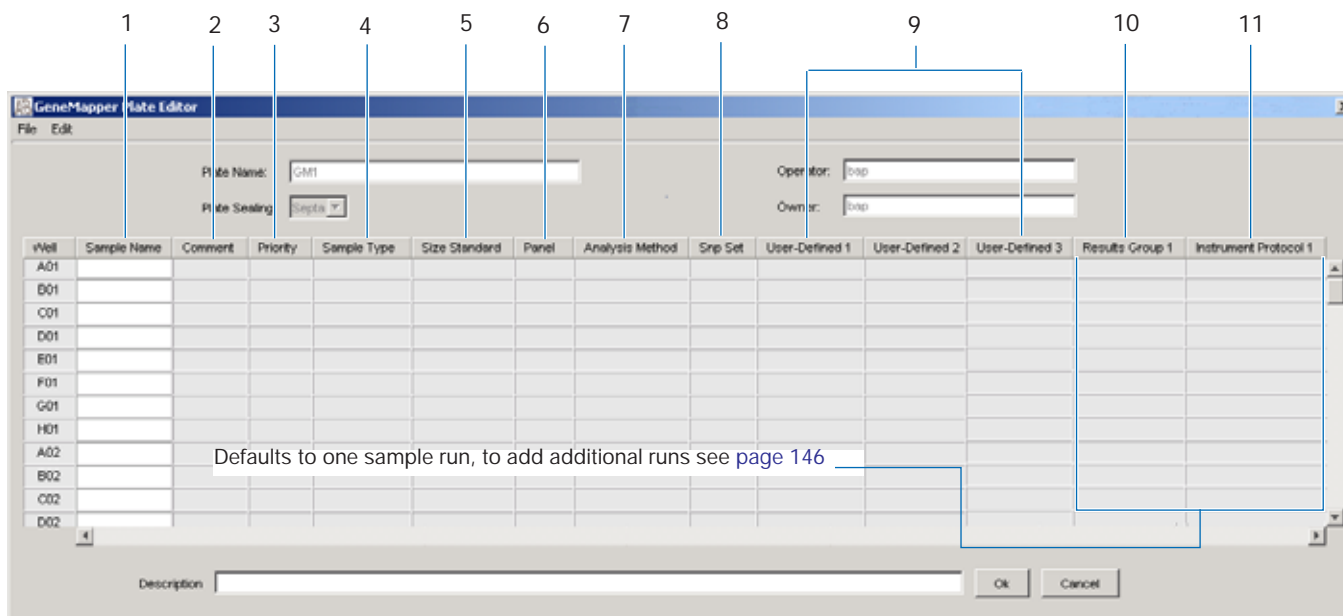 1 2 3 4 5 6 7 8 9 10 11
GeneMapper Plate Editor
File Edit
Plate Name: GM1 Operator: bap
Plate Sealing Septa Owner: bap
Well Sample Name Comment Priority Sample Type Size Standard Panel Analysis Method Snp Set User-Defined 1 User-Defined 2 User-Defined 3 Results Group 1 Instrument Protocol 1
A01
B01
C01
D01
E01
F01
G01
H01
A02
Defaults to one sample run, to add additional runs see page 146
B02
C02
D02
Description Ok Cancel